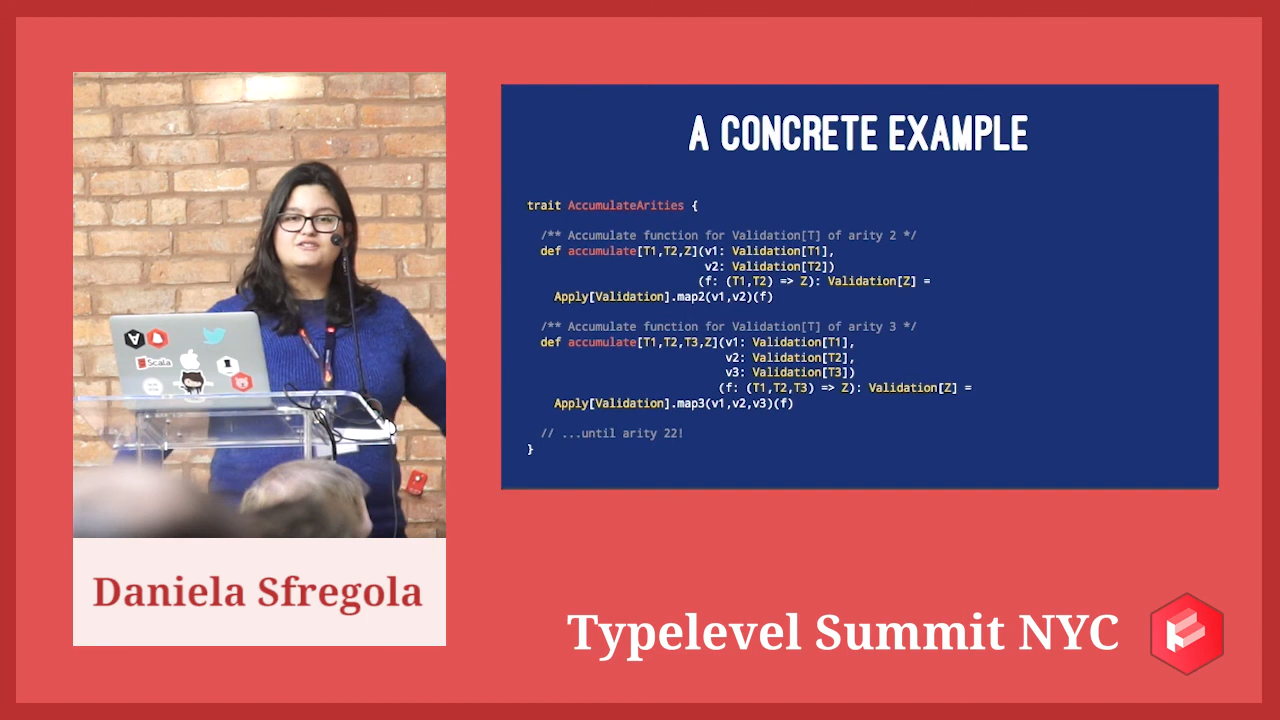 A CONCRETE EXAMPLE
trait AccumulateArities {
/** Accumulate function for Validation[T] of arity 2 */
def accumulate[T1,T2,Z](v1: Validation[T1],
v2: Validation[T2])
(f: (T1,T2) => Z): Validation[Z] =
Apply[Validation].map2(v1,v2)(f)
/** Accumulate function for Validation[T] of arity 3 */
def accumulate[T1,T2,T3,Z](v1: Validation[T1],
v2: Validation[T2],
v3: Validation[T3])
(f: (T1,T2,T3) => Z): Validation[Z] =
Apply[Validation].map3(v1,v2,v3)(f)
// ...until arity 22!
}
Scala
Daniela Sfregola
Typelevel Summit NYC